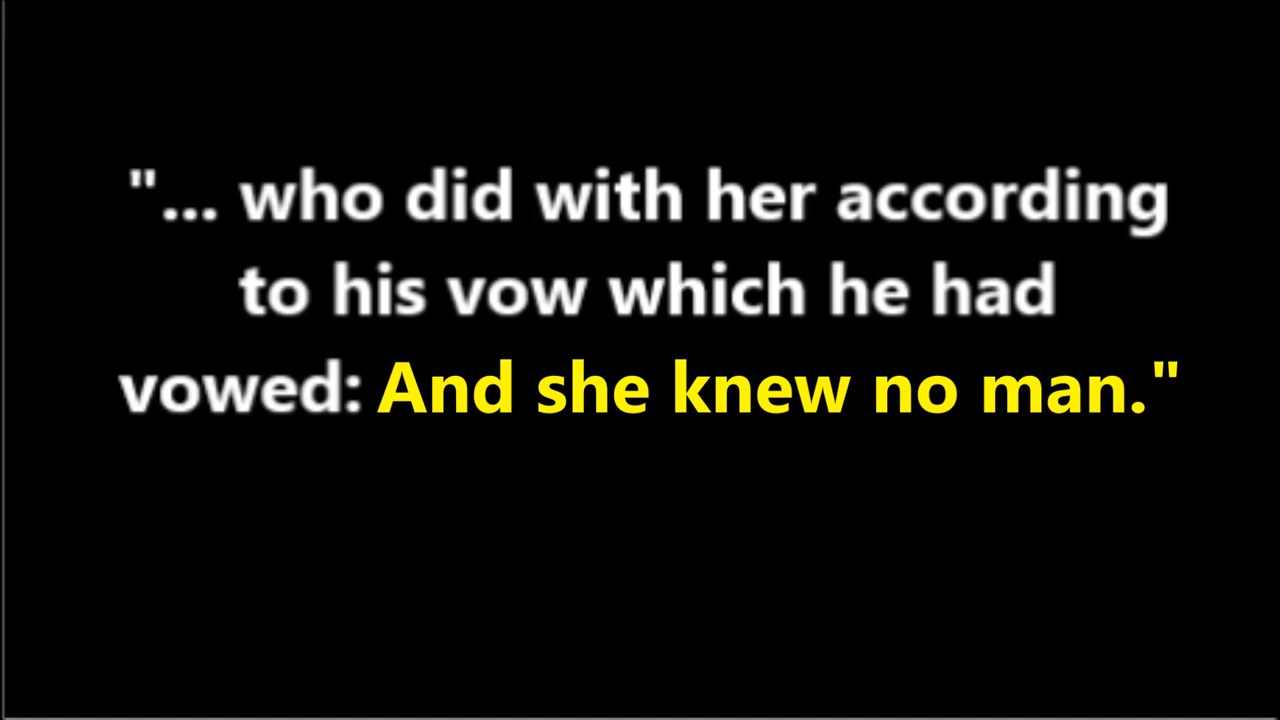 "... who did with her according
to his vow which he had
vowed: And she knew no man."